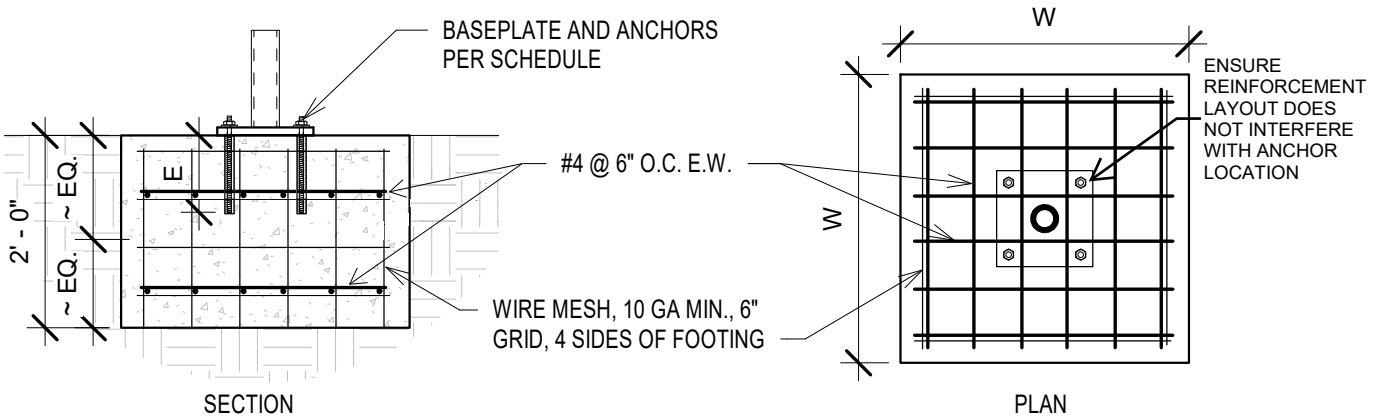 BASEPLATE AND ANCHORS
PER SCHEDULE
E
2' - 0"
~ EQ.
~ EQ.
#4 @ 6" O.C. E.W.
WIRE MESH, 10 GA MIN., 6"
GRID, 4 SIDES OF FOOTING
SECTION
W
W
ENSURE
REINFORCEMENT
LAYOUT DOES
NOT INTERFERE
WITH ANCHOR
LOCATION
PLAN